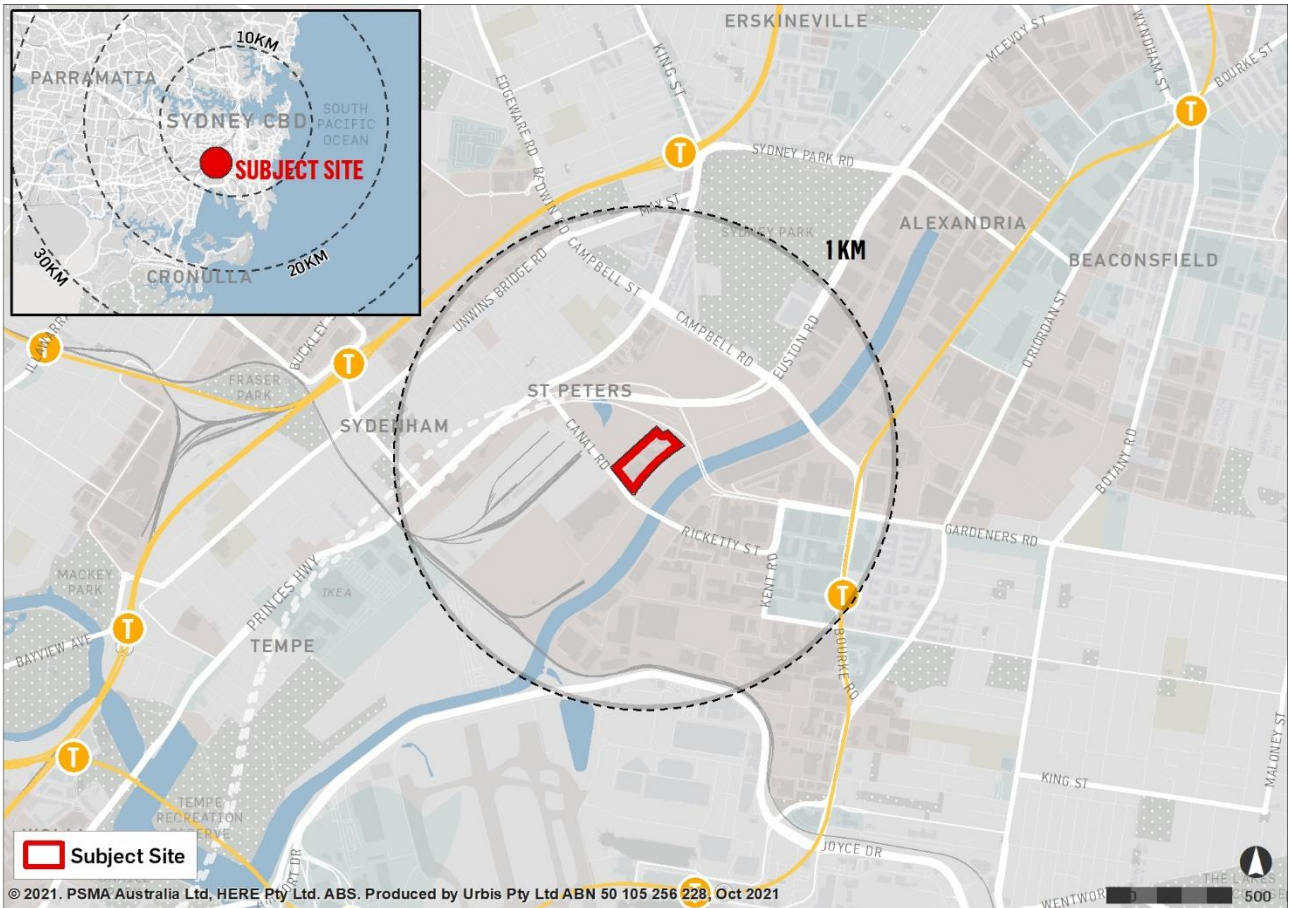 10KM
PARRAMATTA
SYDNEY CBD
SOUTH
PACIFIC
OCEAN
SUBJECT SITE
20KM
30KM
CRONULLA
ERSKINEVILLE
KING ST
MCEVOY ST
WYNDHAM ST
BOURKE ST
EDGEWARE RD
BEDWIN RD
T
T
SYDNEY PARK RD
MAY ST
SYDNEY PARK
1 KM
ALEXANDRIA
BEACONSFIELD
UNWINS BRIDGE RD
CAMPBELL ST
CAMPBELL RD
EUSTON RD
O'RIORDAN ST
BOTANY RD
T
T
BUCKLEY
FRASER
PARK
SYDENHAM
ST PETERS
CANAL RD
RICKETTY ST
KENT RD
GARDENERS RD
T
BOURKE RD
MACKEY
PARK
PRINCES HWY
IKEA
T
BAYVIEW AVE
TEMPE
T
TEMPE
RECREATION
RESERVE
KING ST
MALONEY ST
JOYCE DR
T
THE LAKES
500
Subject Site
© 2021. PSMA Australia Ltd, HERE Pty Ltd. ABS. Produced by Urbis Pty Ltd ABN 50 105 256 228, Oct 2021